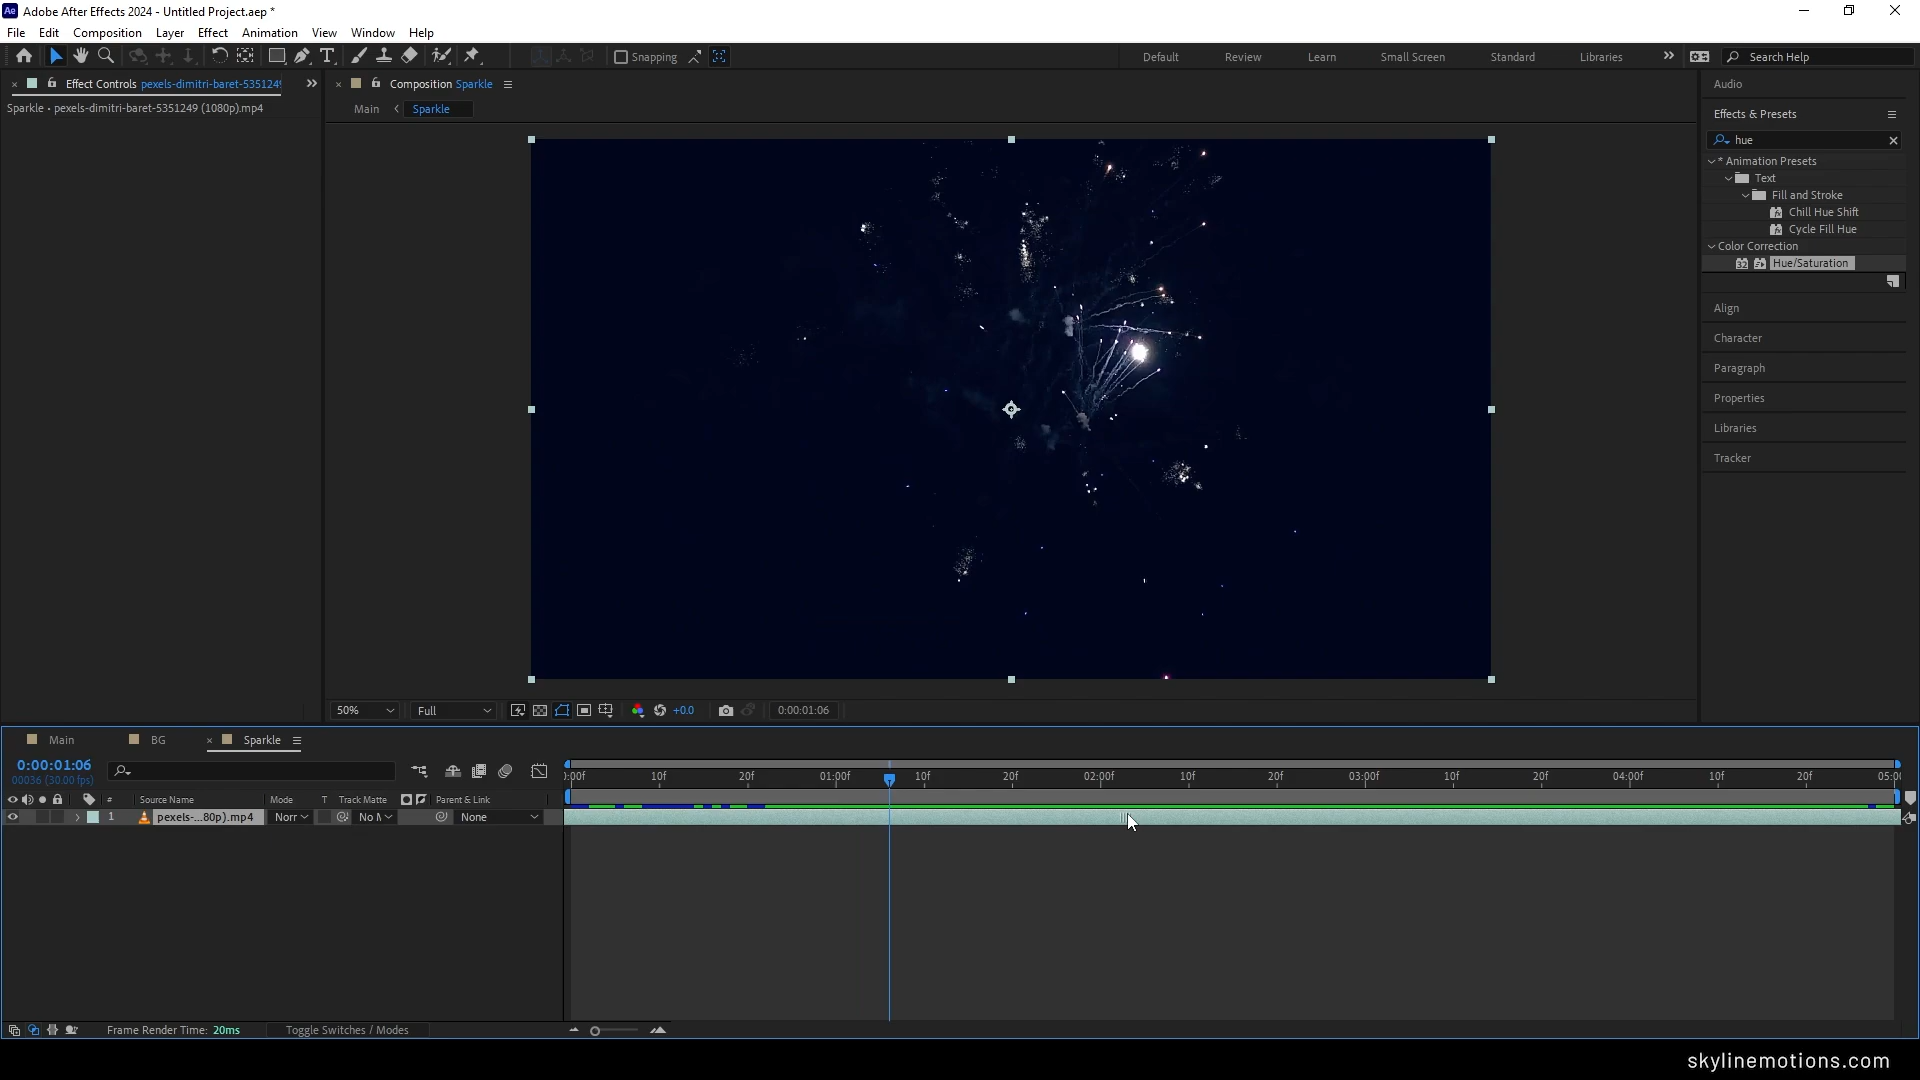 Adobe After Effects 2024 - Untitled Project.aep *
File Edit Composition Layer Effect Animation View Window Help
Snapping Default Review Learn Small Screen Standard Libraries Search Help
Effect Controls pexels-dimitri-baret-535124
Composition Sparkle
Audio
Sparkle • pexels-dimitri-baret-5351249 (1080p).mp4
Main Sparkle
Effects & Presets
hue
* Animation Presets
Text
Fill and Stroke
Chill Hue Shift
Cycle Fill Hue
Color Correction
32 Hue/Saturation
Align
Character
Paragraph
Properties
Libraries
Tracker
50% Full +0.0 0:00:01:06
Main BG Sparkle
0:00:01:06
00036 (30.00 fps)
:00f 10f 20f 01:00f 10f 20f 02:00f 10f 20f 03:00f 10f 20f 04:00f 10f 20f 05:0
# Source Name Mode T Track Matte Parent & Link
1 pexels-...80p).mp4 Norr No M None
Frame Render Time: 20ms Toggle Switches / Modes
skylinemotions.com